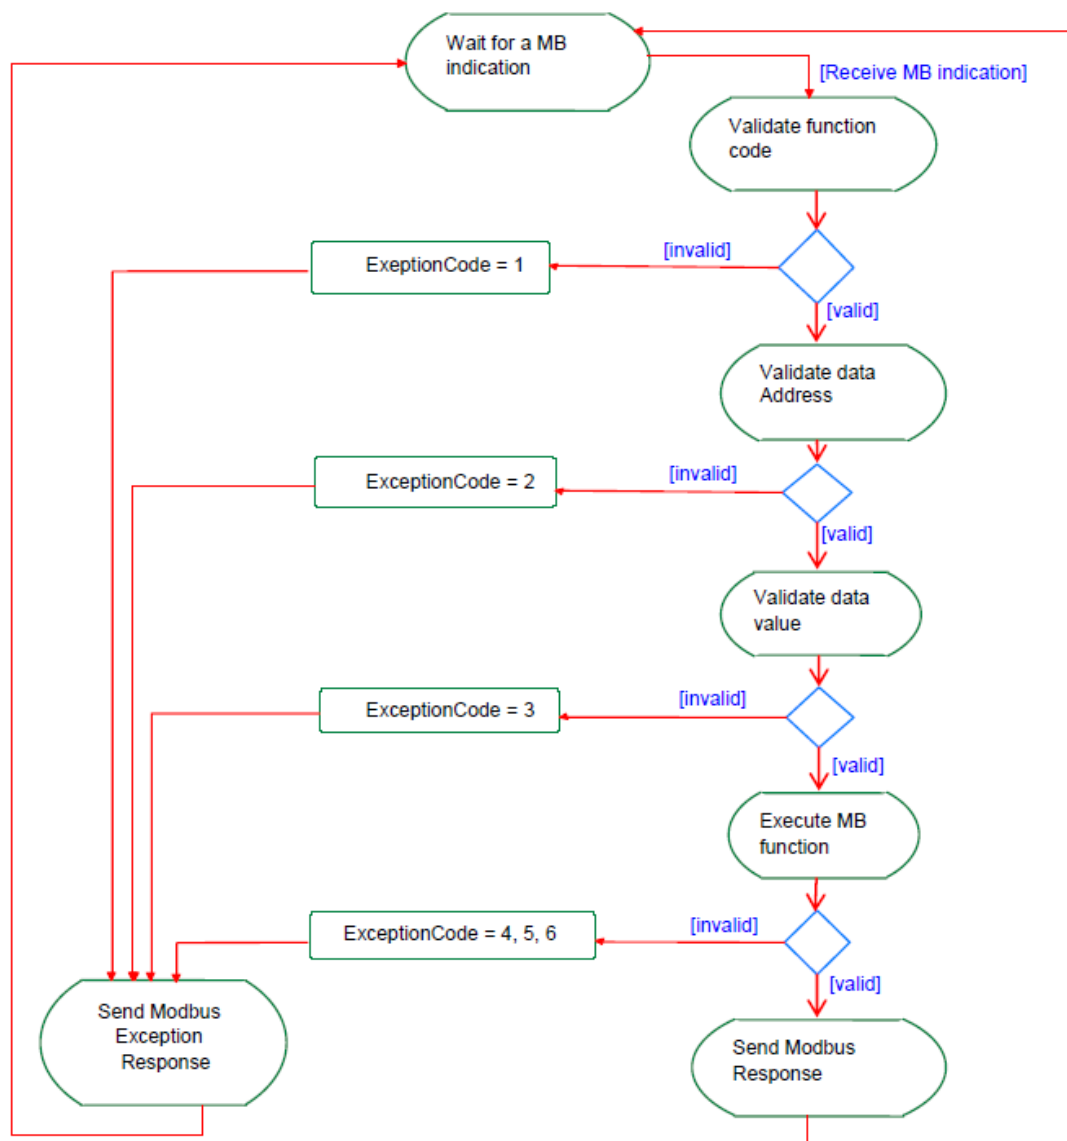 Wait for a MB
indication
[Receive MB indication]
Validate function
code
[invalid]
ExeptionCode = 1
[valid]
Validate data
Address
[invalid]
ExceptionCode = 2
[valid]
Validate data
value
[invalid]
ExceptionCode = 3
[valid]
Execute MB
function
[invalid]
ExceptionCode = 4, 5, 6
[valid]
Send Modbus
Exception
Response
Send Modbus
Response